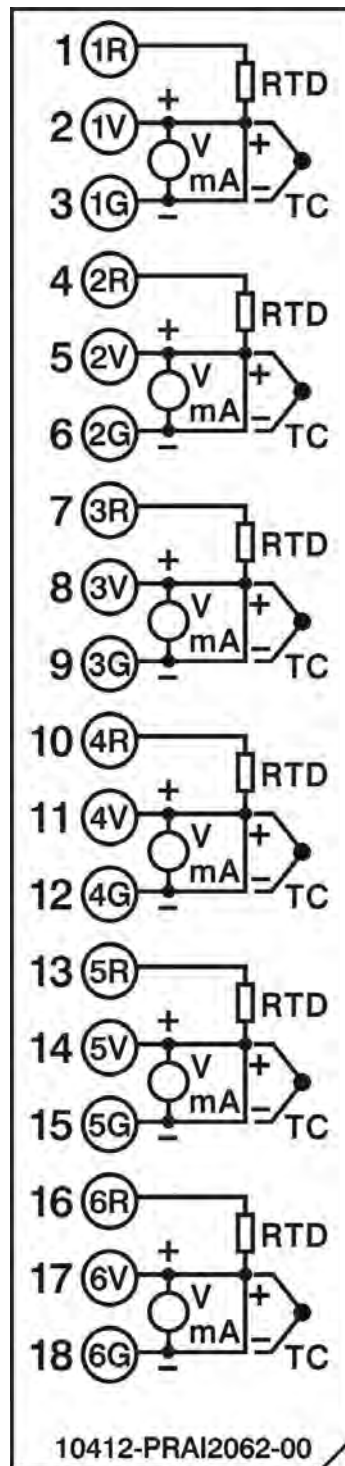 1 1R
RTD
+
2 1V V +
mA
3 1G − − TC
4 2R
RTD
+
5 2V V +
mA
6 2G − − TC
7 3R
RTD
+
8 3V V +
mA
9 3G − − TC
10 4R
RTD
+
11 4V V +
mA
12 4G − − TC
13 5R
RTD
+
14 5V V +
mA
15 5G − − TC
16 6R
RTD
+
17 6V V +
mA
18 6G − − TC
10412-PRAI2062-00